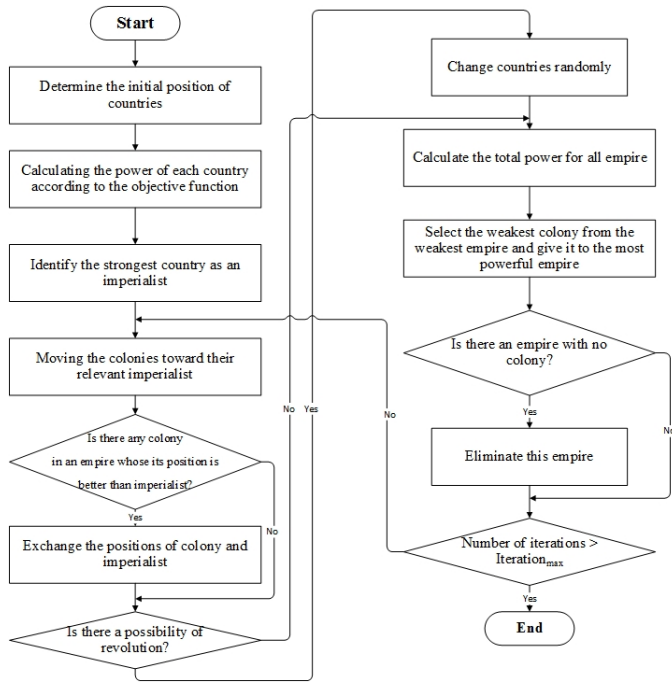 Start
Determine the initial position of
countries
Calculating the power of each country
according to the objective function
Identify the strongest country as an
imperialist
Moving the colonies toward their
relevant imperialist
Is there any colony
in an empire whose its position is
better than imperialist?
Yes
No
Exchange the positions of colony and
imperialist
Is there a possibility of
revolution?
No
Yes
Change countries randomly
Calculate the total power for all empire
Select the weakest colony from the
weakest empire and give it to the most
powerful empire
Is there an empire with no
colony?
Yes
No
Eliminate this empire
Number of iterations >
Iterationmax
No
Yes
End